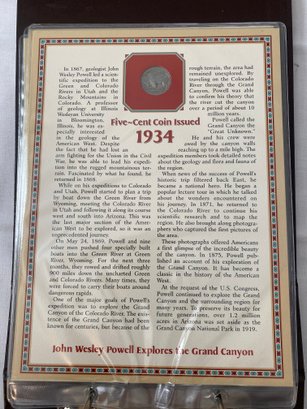 In 1867, geologist John
Wesley Powell led a sci-
entific expedition to the
Green and Colorado
Rivers in Utah and the
Rocky Mountains in
Colorado. A professor
of geology at Illinois
Wesleyan University
in Bloomington,
Illinois, he was es-
pecially interested
in the geology of the
American West. Despite
the fact that he had lost an
arm fighting for the Union in the Civil
War, he was able to lead his expedi-
tion into the rugged mountainous ter-
rain. Fascinated by what he found, he
returned in 1868.
While on his expeditions to Colorado
and Utah, Powell started to plan a trip
by boat down the Green River from
Wyoming, meeting the Colorado River
in Utah and following it along its course
west and south into Arizona. This was
the last major section of the American
West to be explored, so it was an
unprecedented journey.
On May 24, 1869, Powell and nine
other men pushed four specially built
boats into the Green River at Green
River, Wyoming. For the next three
months, they rowed and drifted roughly
900 miles down the uncharted Green
and Colorado Rivers. Many times, they
were forced to carry their boats around
dangerous rapids.
One of the major goals of Powell's
expedition was to explore the Grand
Canyon of the Colorado River. The exist-
ence of the Grand Canyon had been
known for centuries, but because of the
Five-Cent Coin Issued
1934
rough terrain, the area had
remained unexplored. By
traveling on the Colorado
River through the Grand
Canyon, Powell was able
to confirm his theory that
the river cut the canyon
over a period of about 10
million years.
Powell called the
Grand Canyon the
"Great Unknown."
He and his crew
were awed by the canyon walls
reaching up to a mile high. The
expedition members took detailed notes
about the geology and flora and fauna of
the region.
When news of the success of Powell's
historic trip filtered back East, he
became a national hero. He began a
popular lecture tour in which he talked
about the wonders encountered on
his journey. In 1871, he returned to
the Colorado River to continue his
scientific research and to map the
region. He also brought along photogra-
phers who captured the first pictures of
the area.
These photographs offered Americans
a first glimpse of the incredible beauty
of the canyon. In 1875, Powell pub-
lished an account of his exploration of
the Grand Canyon. It has become a
classic in the history of the American
West.
At the request of the U.S. Congress,
Powell continued to explore the Grand
Canyon and the surrounding region for
many years. To preserve its beauty for
future generations, over 1.2 million
acres in Arizona was set aside as the
Grand Canyon National Park in 1919.
John Wesley Powell Explores the Grand Canyon